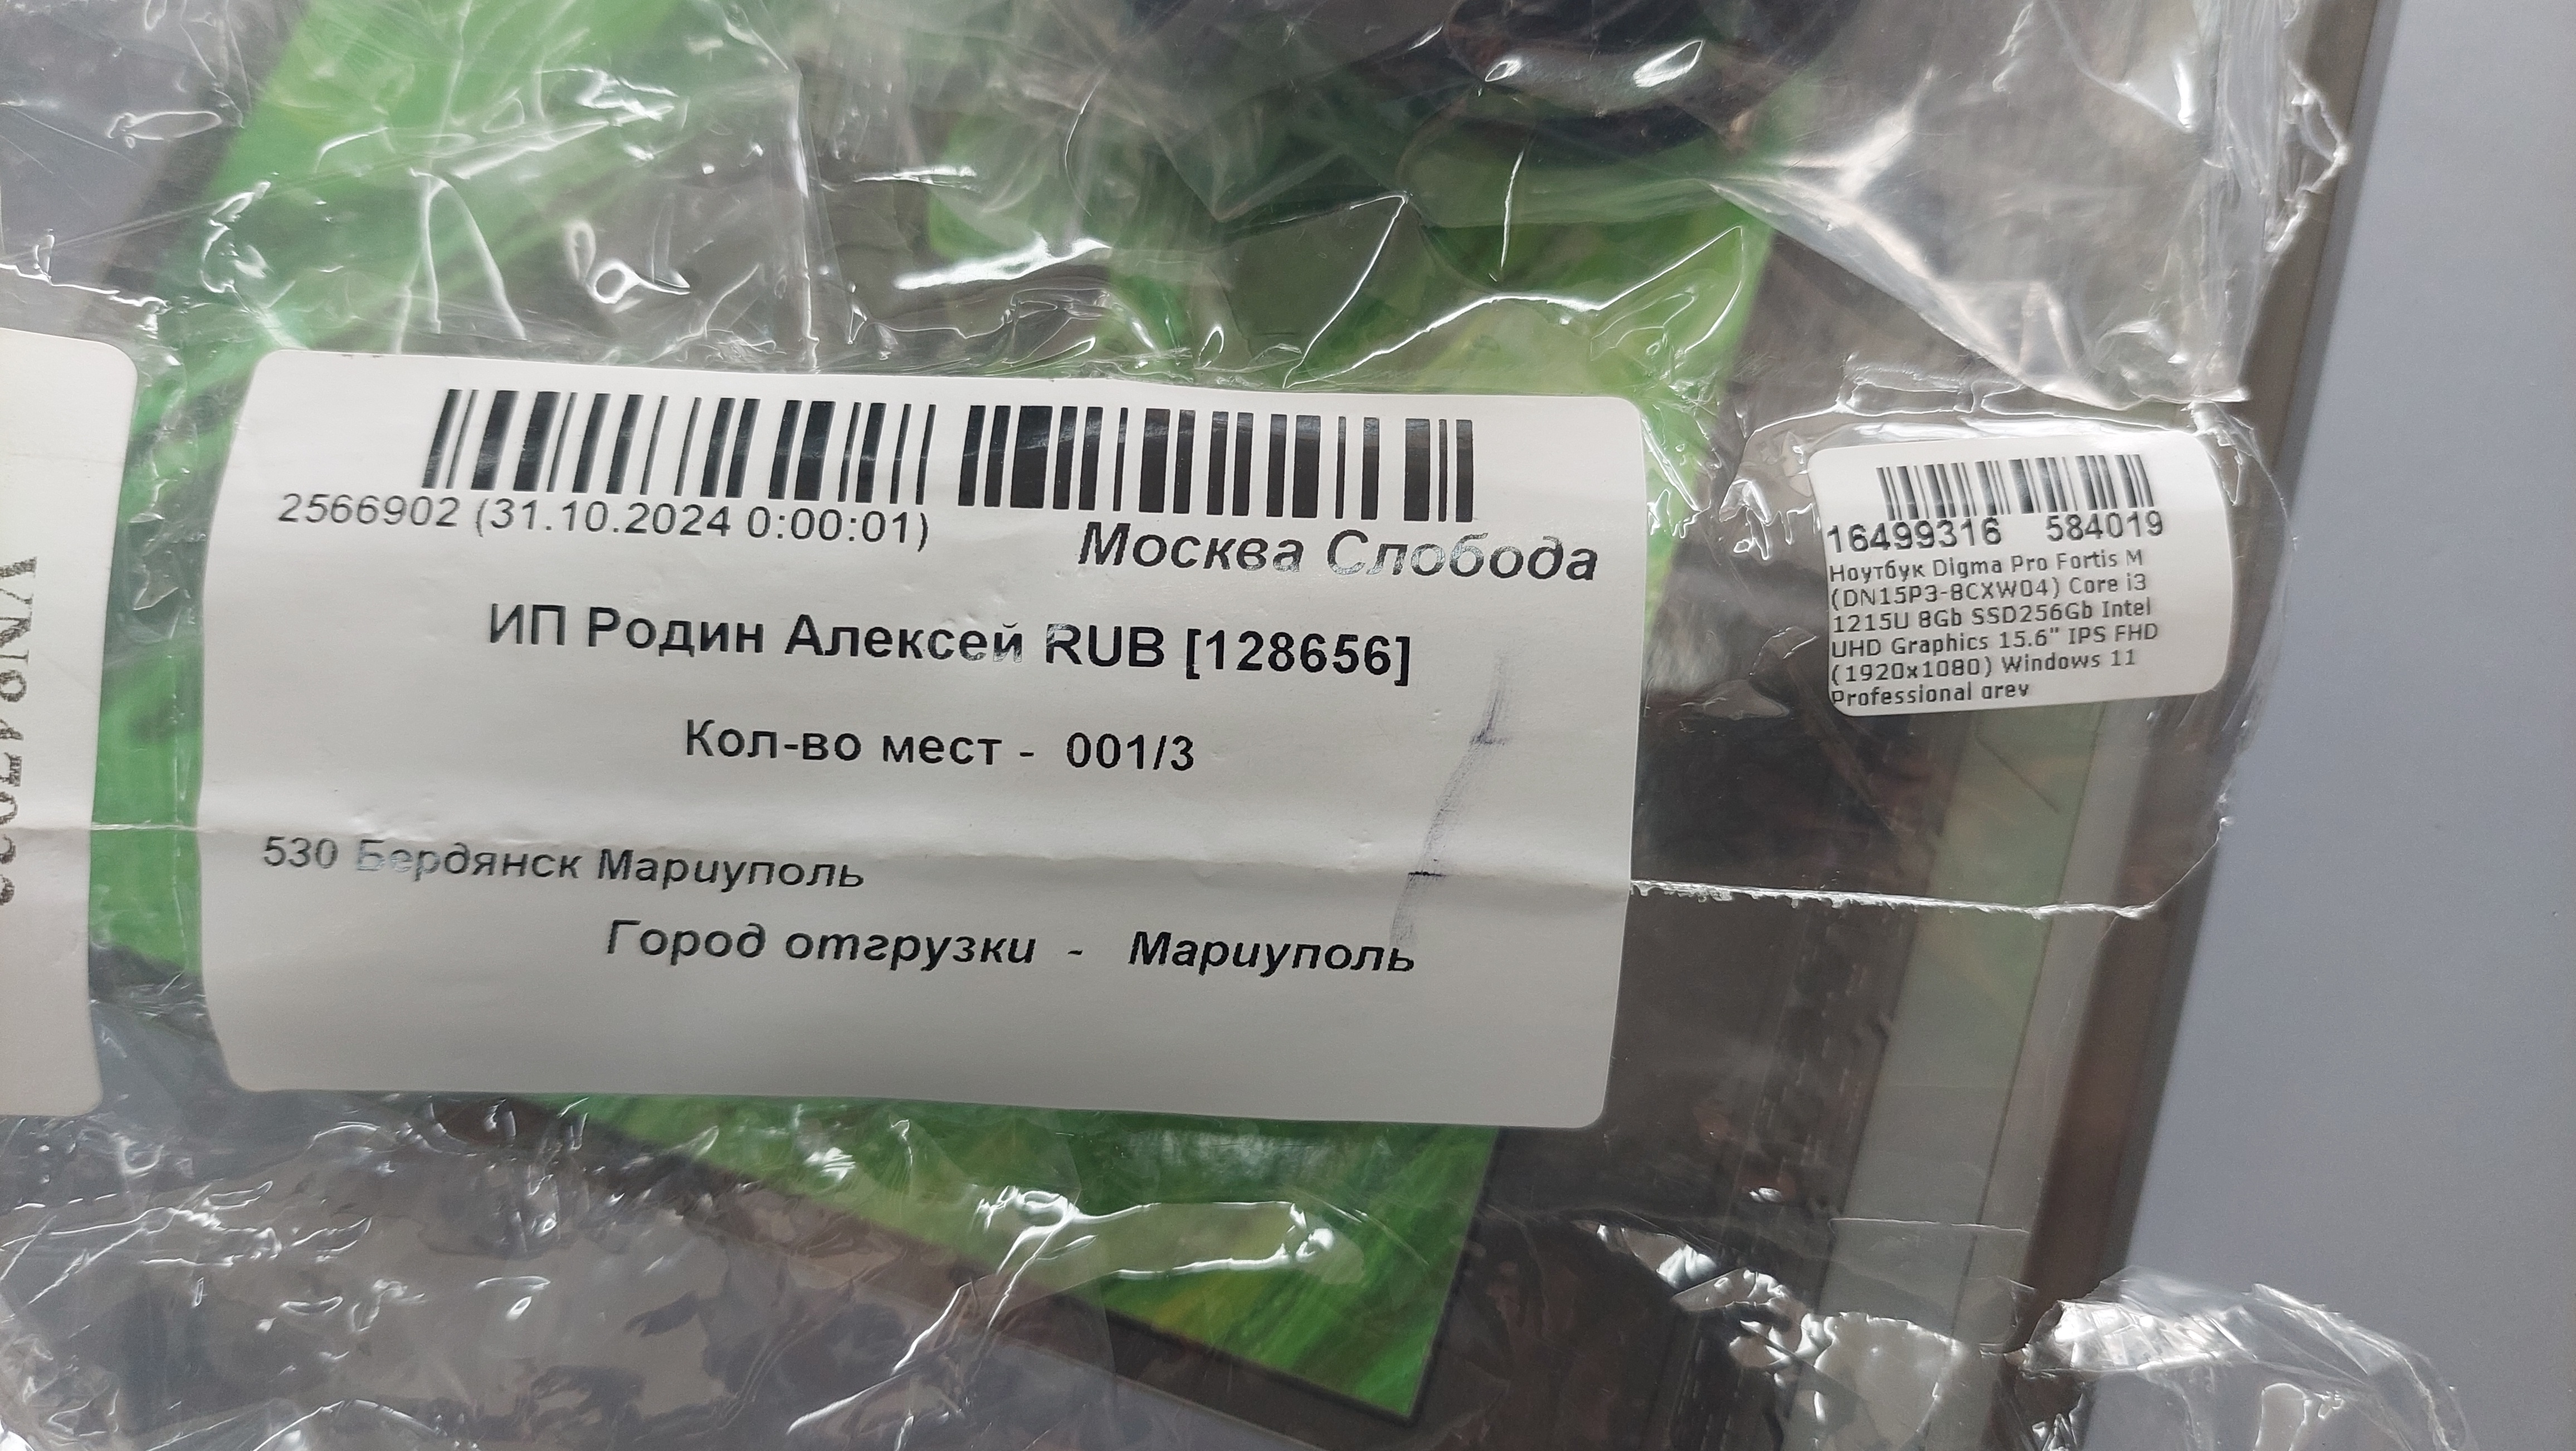 2566902 (31.10.2024 0:00:01)
Москва Слобода
ИП Родин Алексей RUB [128656]
Кол-во мест - 001/3
530 Бердянск Мариуполь
Город отгрузки - Мариуполь
16499316 584019
Ноутбук Digma Pro Fortis M
(DN15P3-8CXW04) Core i3
1215U 8Gb SSD256Gb Intel
UHD Graphics 15.6" IPS FHD
(1920x1080) Windows 11
Professional grey